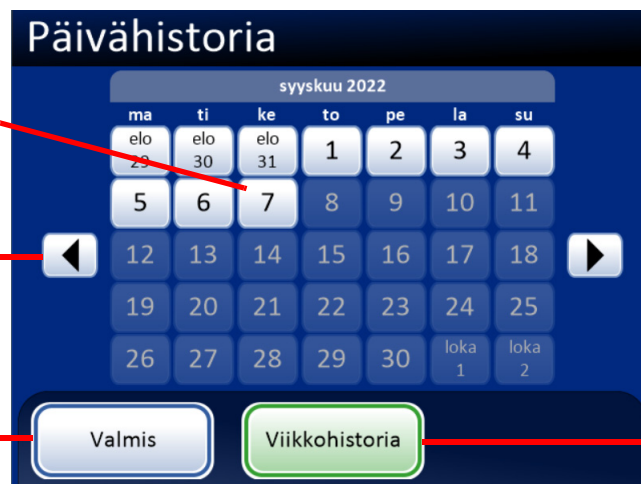 Päivähistoria
syyskuu 2022
ma ti ke to pe la su
elo elo elo
29 30 31 1 2 3 4
5 6 7 8 9 10 11
12 13 14 15 16 17 18
19 20 21 22 23 24 25
26 27 28 29 30 loka 1 loka 2
Valmis Viikkohistoria